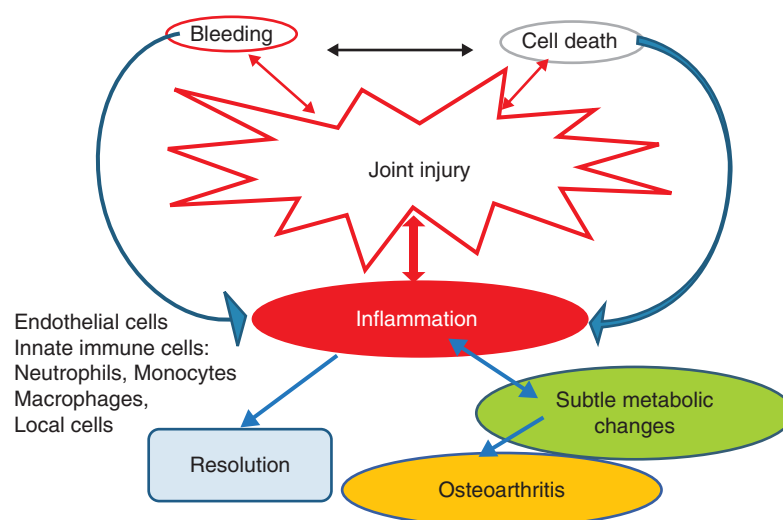 Bleeding
Cell death
Joint injury
Inflammation
Endothelial cells
Innate immune cells:
Neutrophils, Monocytes
Macrophages,
Local cells
Subtle metabolic
changes
Resolution
Osteoarthritis